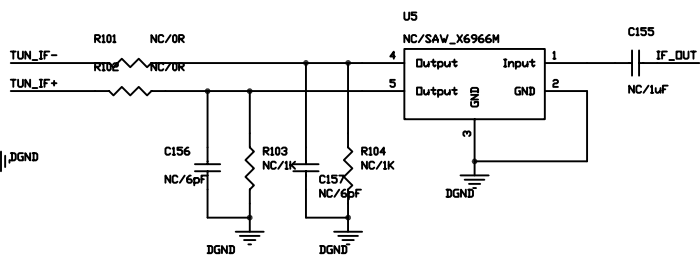 U5
NC/SAW_X6966M
R101 NC/0R
C155
TUN_IF-
4 Output Input 1
IF_OUT
R102 NC/0R
TUN_IF+
5 Output GND 2
NC/1uF
GND
3
DGND
C156
NC/6pF
R103
NC/1K
C157
NC/6pF
R104
NC/1K
DGND
DGND
DGND